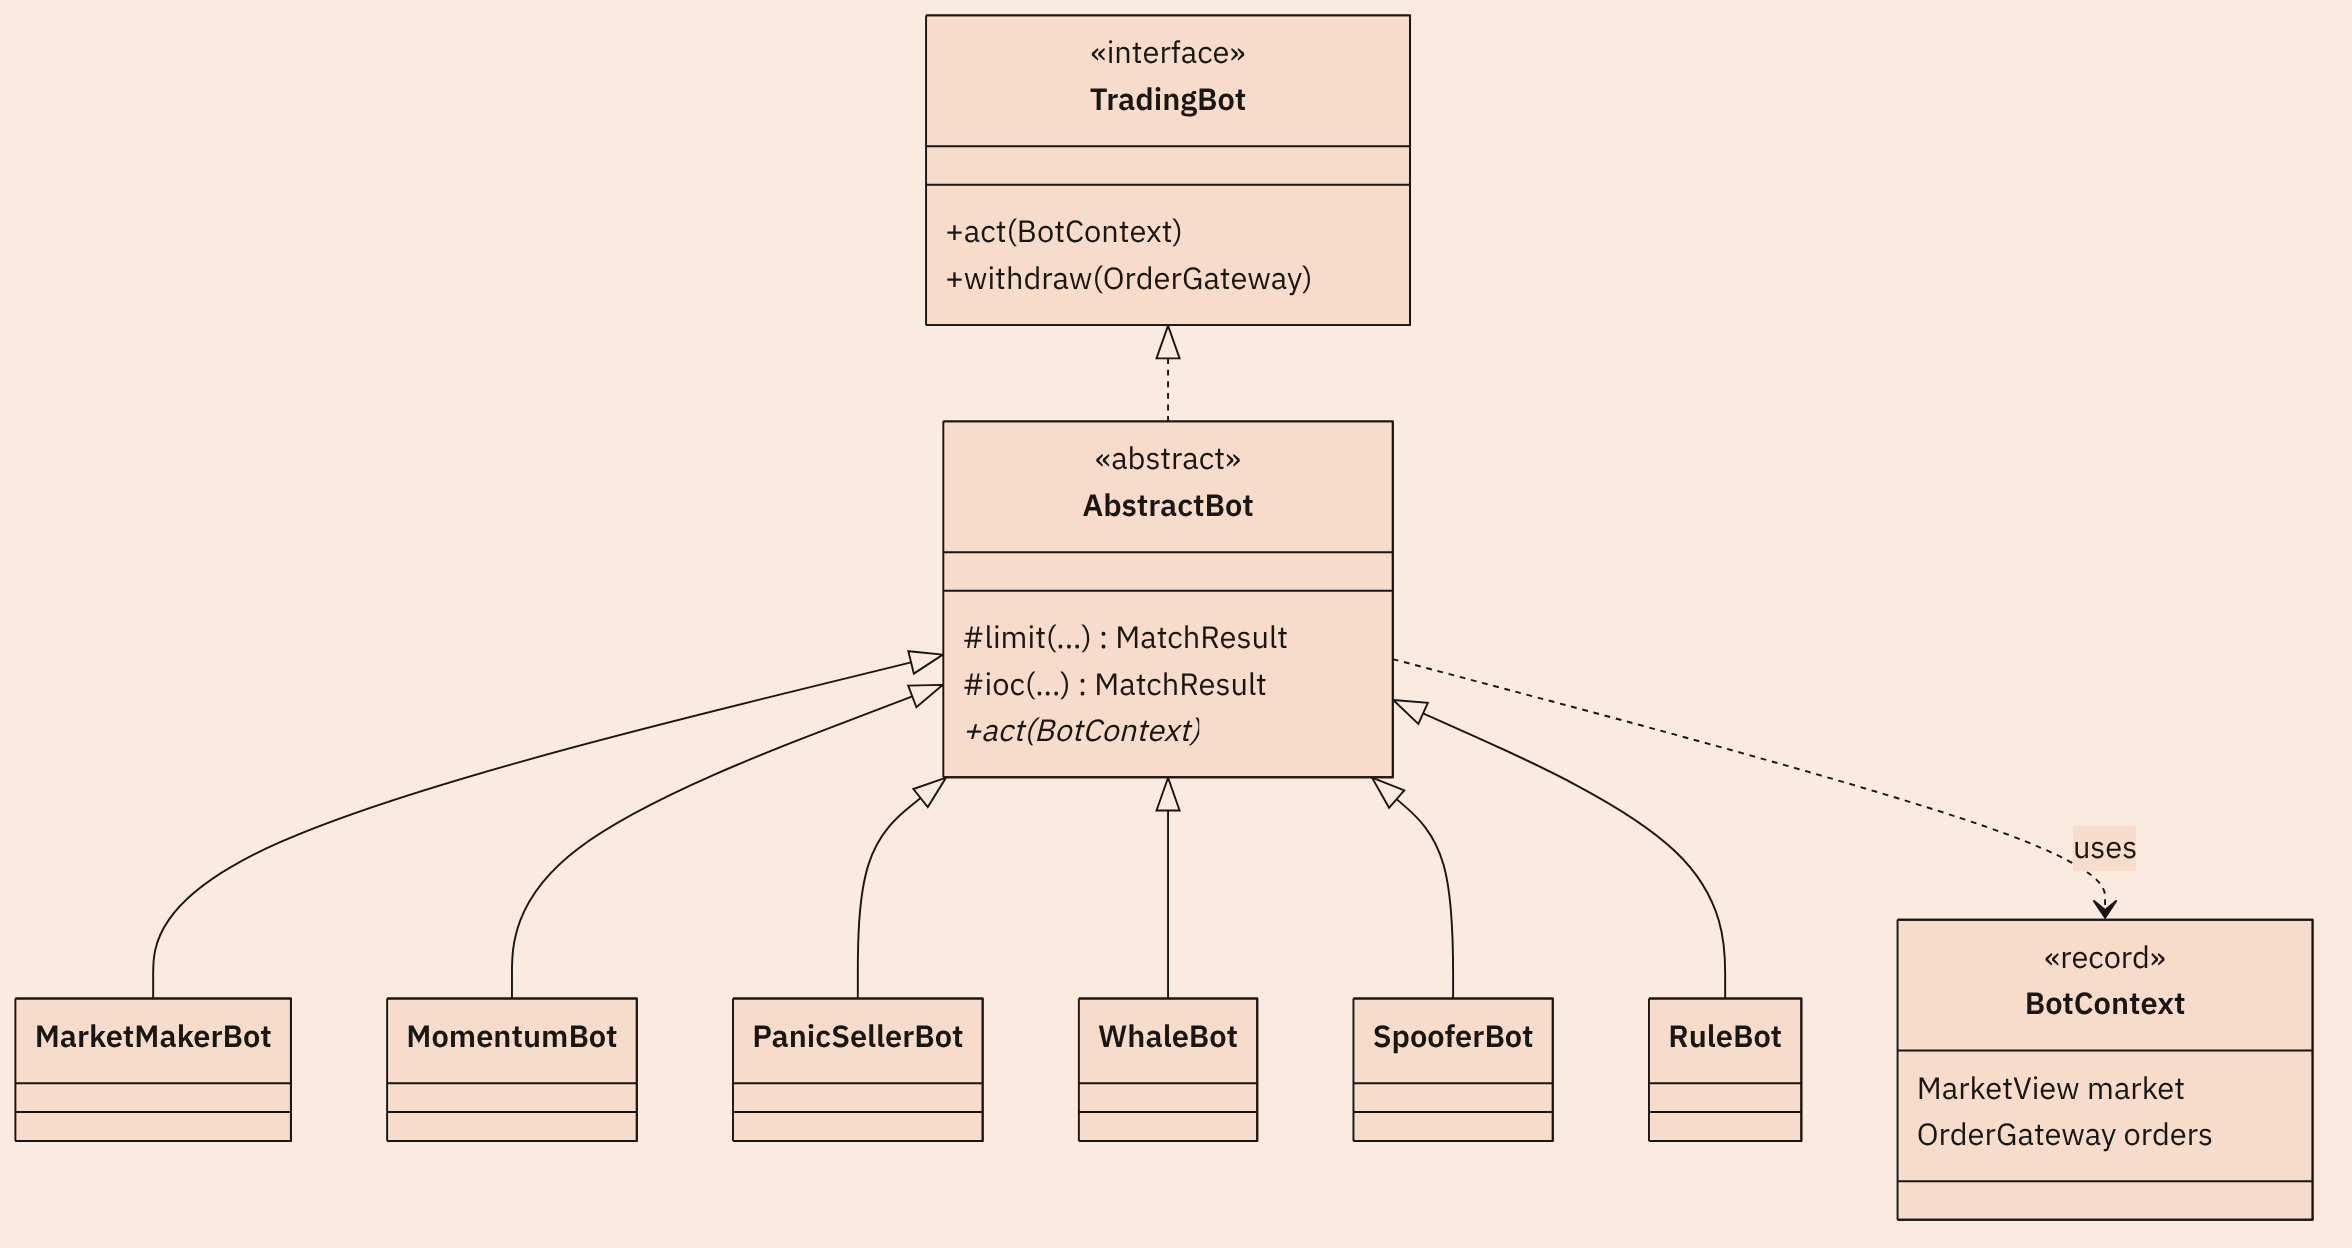 «interface»
TradingBot
+act(BotContext)
+withdraw(OrderGateway)
«abstract»
AbstractBot
#limit(...) : MatchResult
#ioc(...) : MatchResult
+act(BotContext)
uses
MarketMakerBot
MomentumBot
PanicSellerBot
WhaleBot
SpooferBot
RuleBot
«record»
BotContext
MarketView market
OrderGateway orders